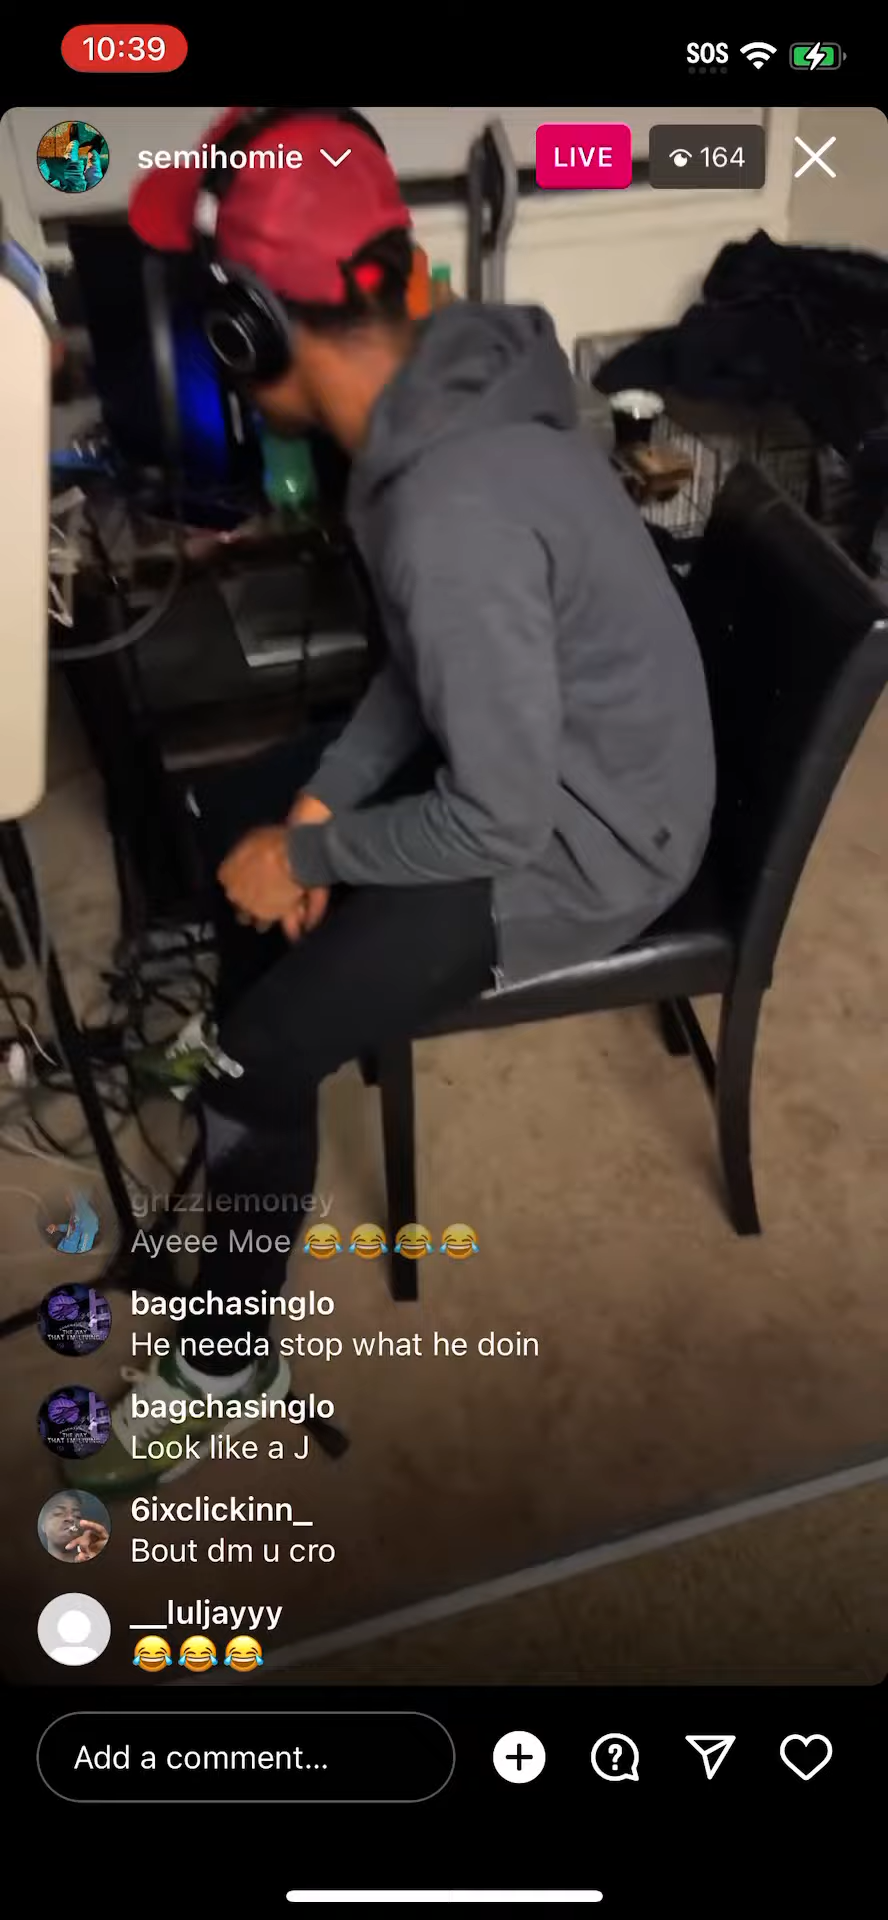 10:39
SOS
semihomie
LIVE
164
grizzlemoney
Ayeee Moe 😂😂😂😂
bagchasinglo
He needa stop what he doin
bagchasinglo
Look like a J
6ixclickinn_
Bout dm u cro
__luljayyy
😂😂😂
Add a comment...